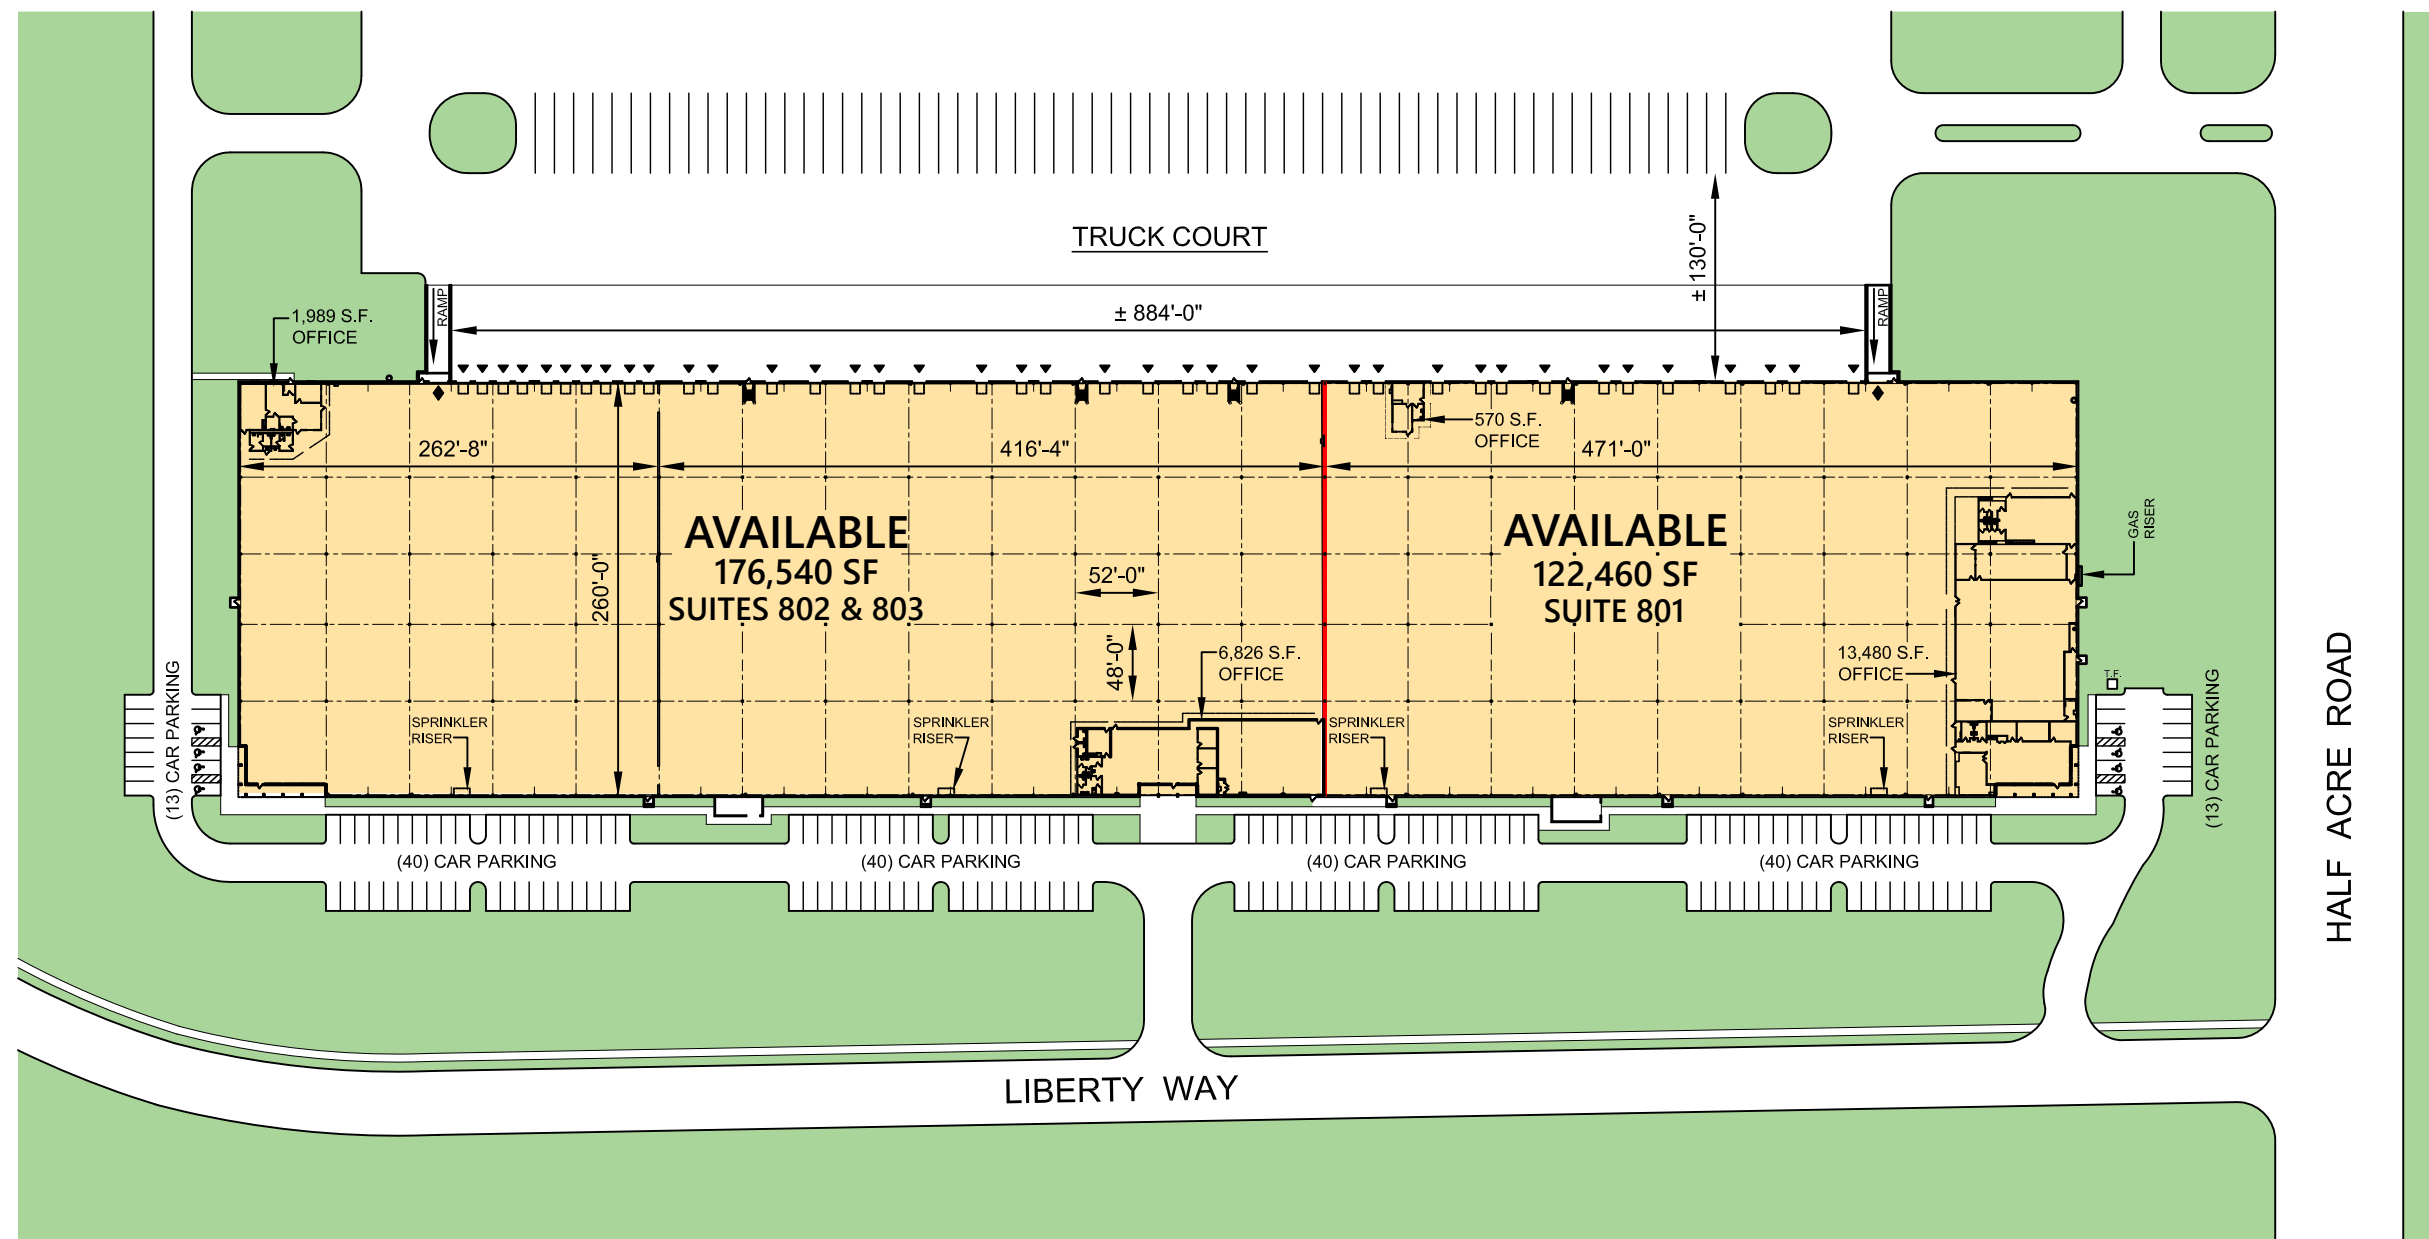 TRUCK COURT
± 130'-0"
RAMP
± 884'-0"
RAMP
1,989 S.F.
OFFICE
570 S.F.
OFFICE
262'-8"
416'-4"
471'-0"
AVAILABLE
176,540 SF
SUITES 802 & 803
AVAILABLE
122,460 SF
SUITE 801
GAS
RISER
260'-0"
52'-0"
48'-0"
6,826 S.F.
OFFICE
13,480 S.F.
OFFICE
T.F.
SPRINKLER
RISER
SPRINKLER
RISER
SPRINKLER
RISER
SPRINKLER
RISER
(13) CAR PARKING
(13) CAR PARKING
(40) CAR PARKING
(40) CAR PARKING
(40) CAR PARKING
(40) CAR PARKING
HALF ACRE ROAD
LIBERTY WAY